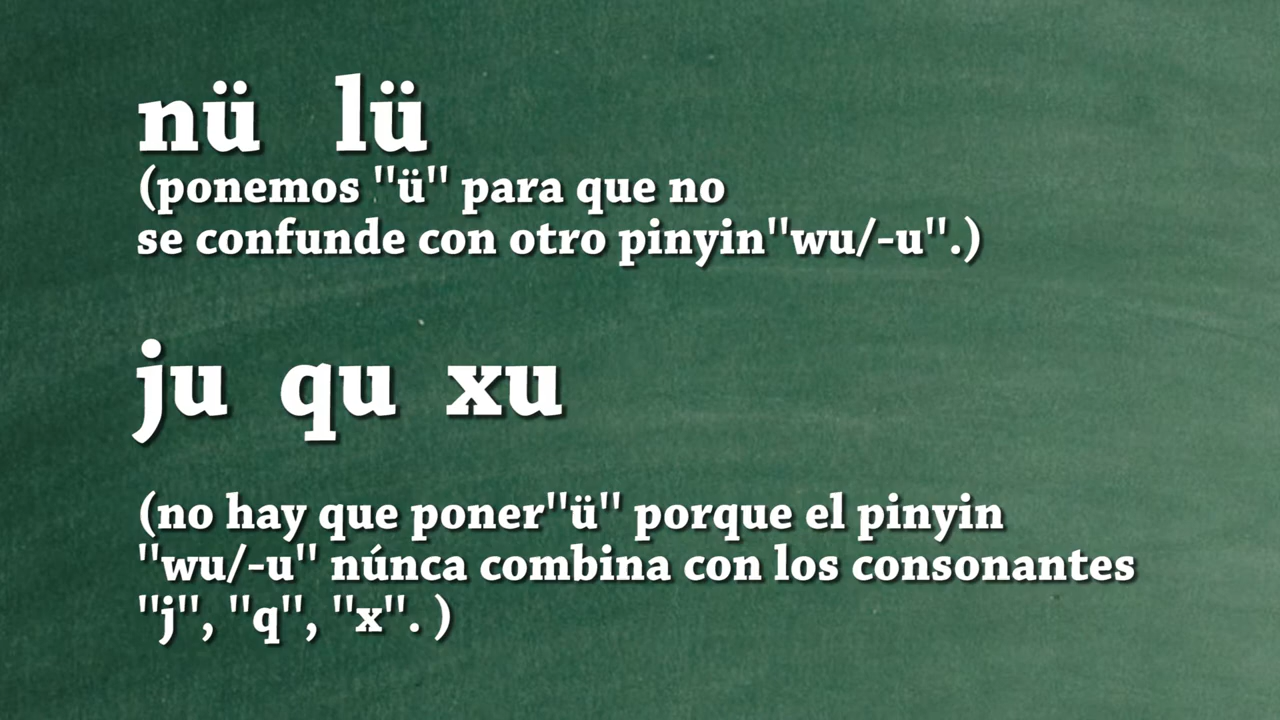 nü lü
(ponemos "ü" para que no
se confunde con otro pinyin"wu/-u".)
ju qu xu
(no hay que poner"ü" porque el pinyin
"wu/-u" núnca combina con los consonantes
"j", "q", "x". )